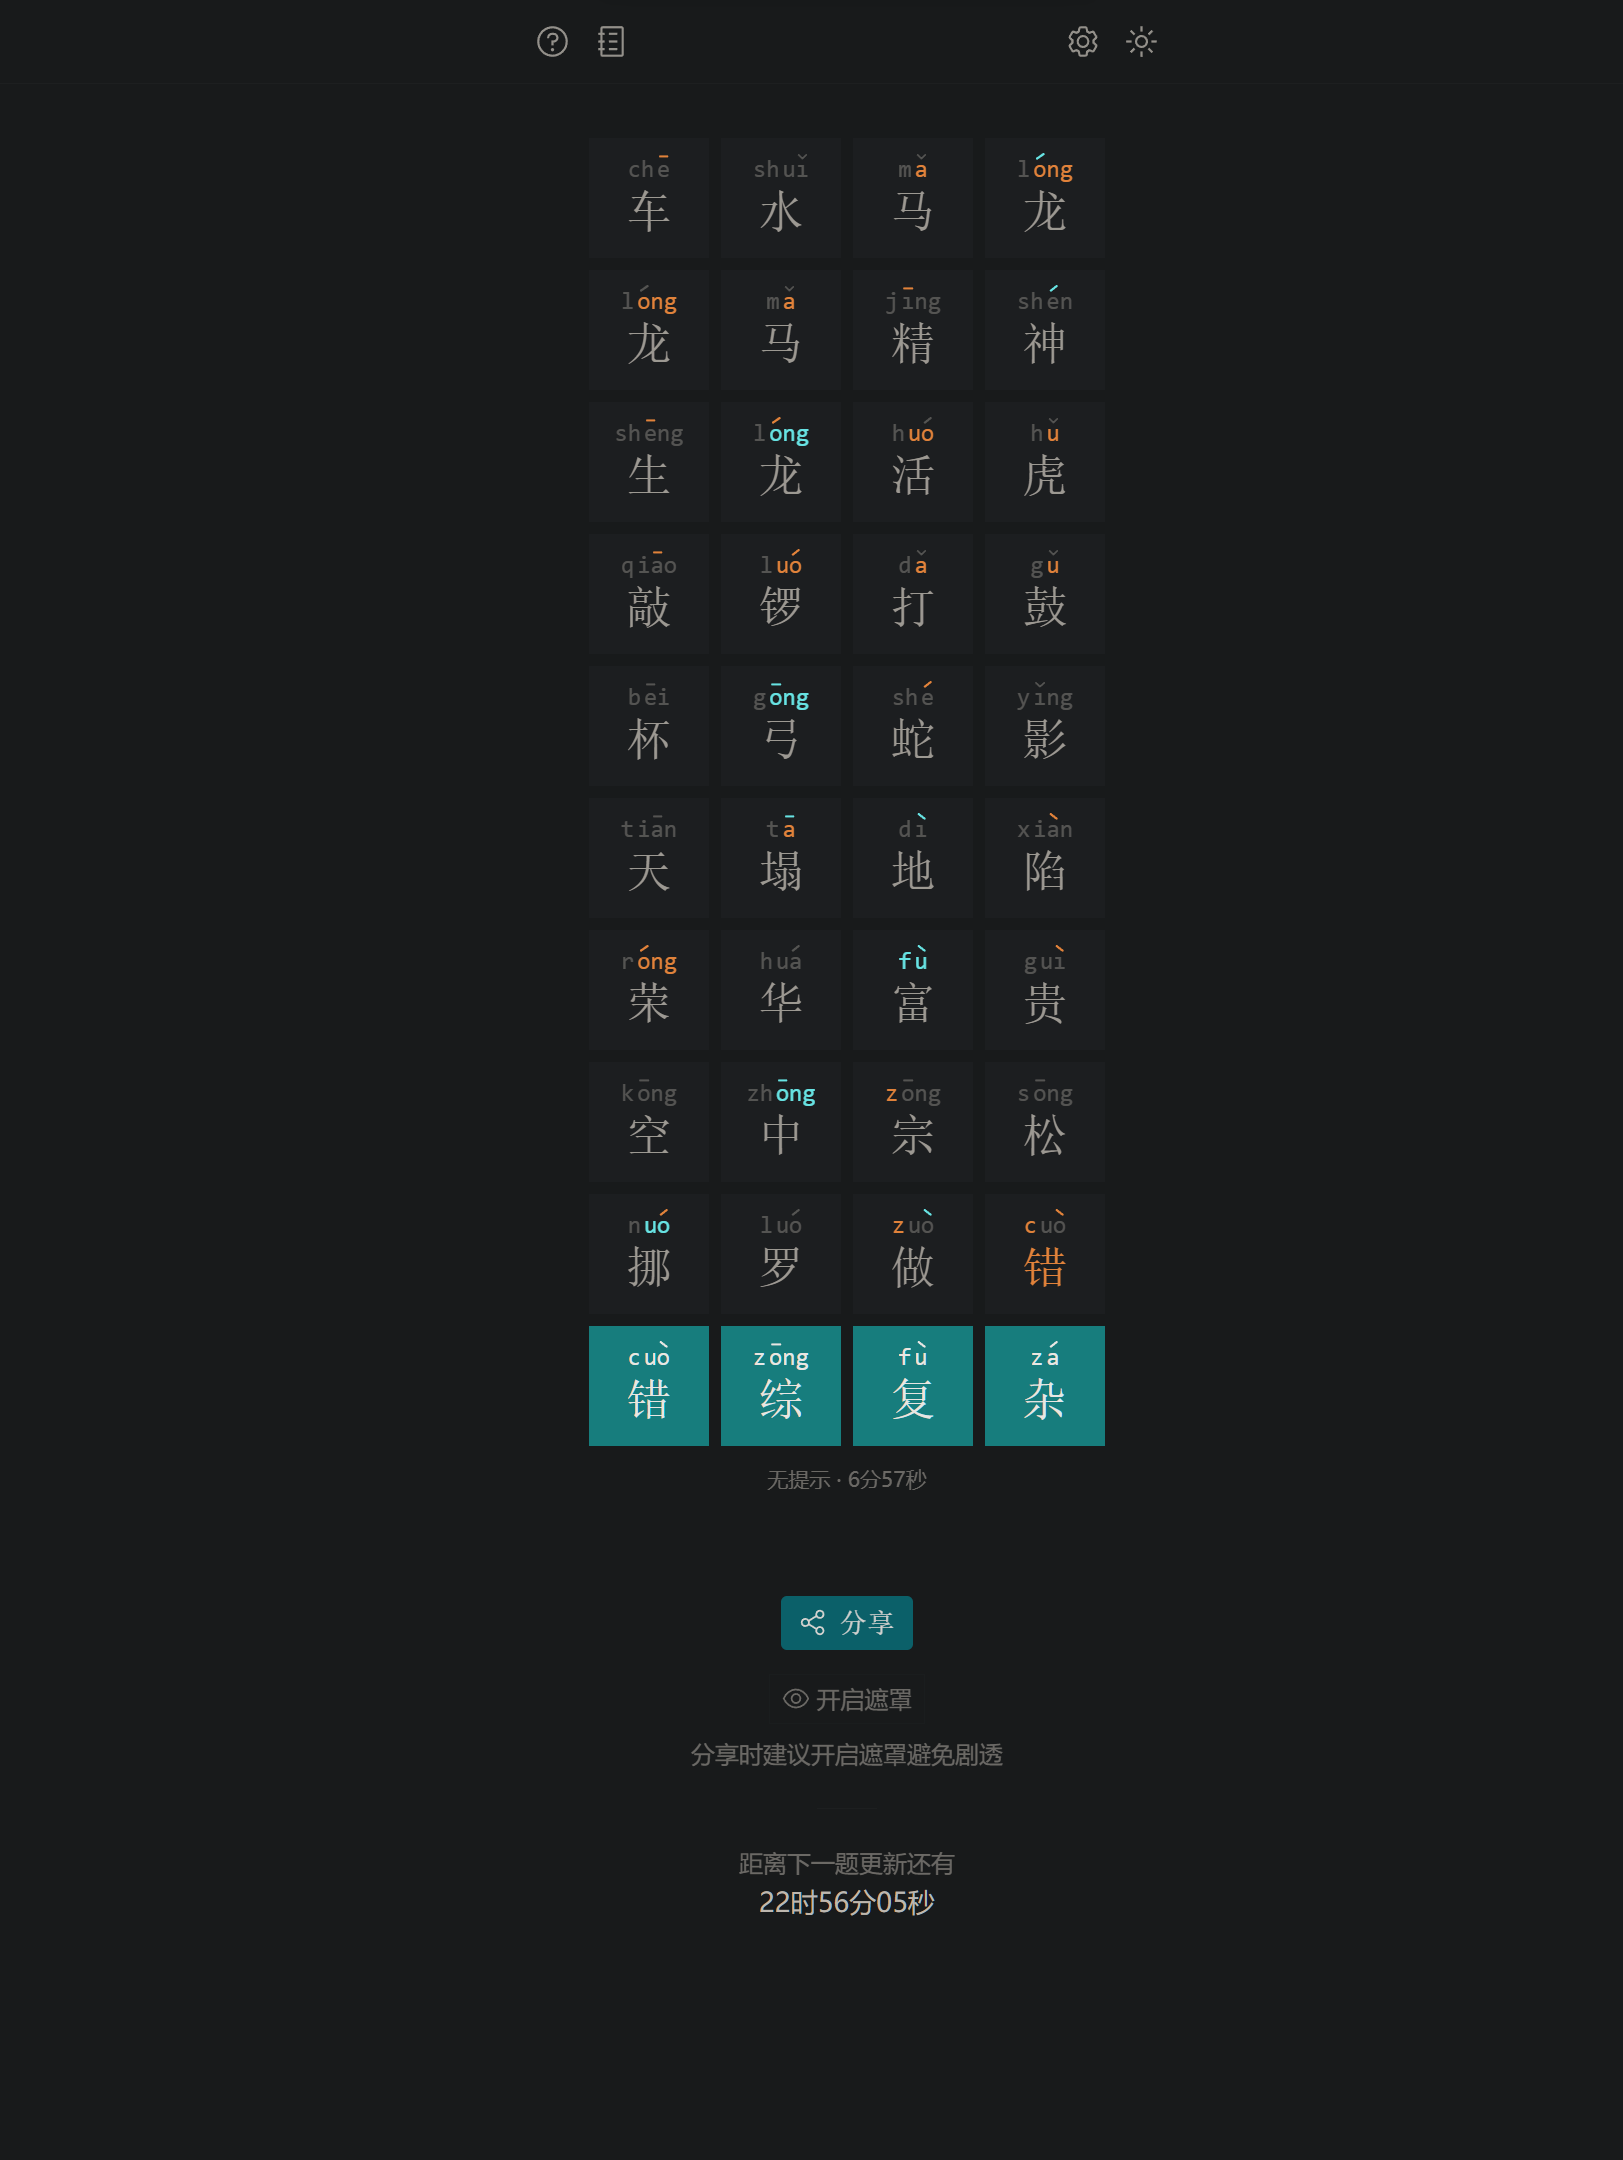 chē shuǐ mǎ lóng
车 水 马 龙
lóng mǎ jīng shén
龙 马 精 神
shēng lóng huó hǔ
生 龙 活 虎
qiāo luó dǎ gǔ
敲 锣 打 鼓
bēi gōng shé yǐng
杯 弓 蛇 影
tiān tā dì xiàn
天 塌 地 陷
róng huá fù guì
荣 华 富 贵
kōng zhōng zōng sōng
空 中 宗 松
nuó luó zuò cuò
挪 罗 做 错
cuò zōng fù zá
错 综 复 杂
无提示 · 6分57秒
分享
开启遮罩
分享时建议开启遮罩避免剧透
距离下一题更新还有
22时56分05秒